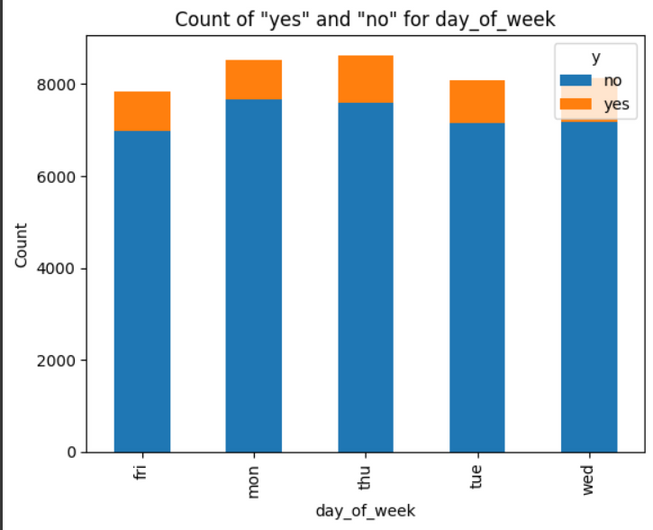 Count of "yes" and "no" for day_of_week
y
no
yes
8000
6000
4000
2000
0
Count
fri
mon
thu
tue
wed
day_of_week